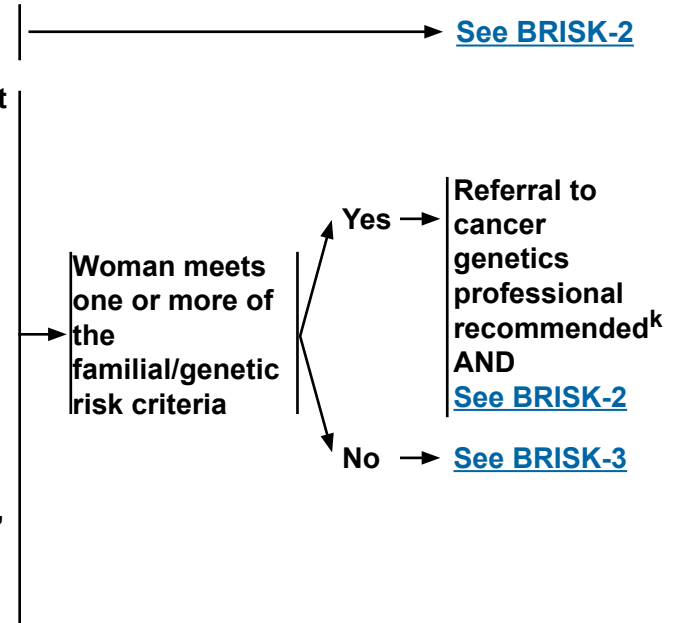 See BRISK-2
t
Woman meets
one or more of
the
familial/genetic
risk criteria
Yes
Referral to
cancer
genetics
professional
recommendedk
AND
See BRISK-2
No
See BRISK-3
,